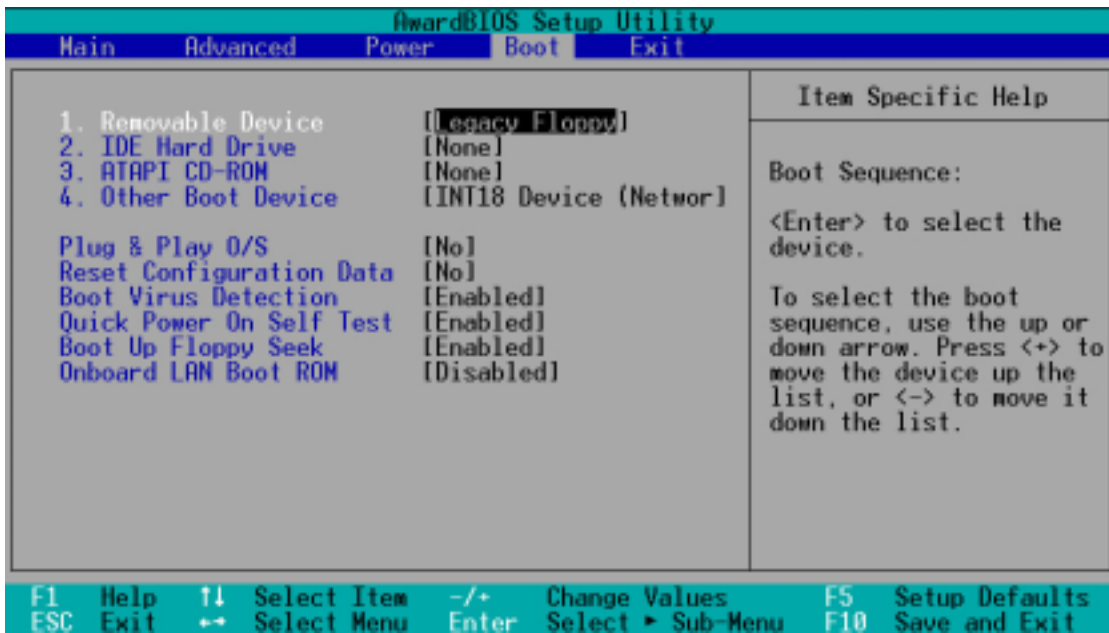 AwardBIOS Setup Utility
Main Advanced Power Boot Exit
1. Removable Device [Legacy Floppy]
2. IDE Hard Drive [None]
3. ATAPI CD-ROM [None]
4. Other Boot Device [INT18 Device (Networ]
Plug & Play O/S [No]
Reset Configuration Data [No]
Boot Virus Detection [Enabled]
Quick Power On Self Test [Enabled]
Boot Up Floppy Seek [Enabled]
Onboard LAN Boot ROM [Disabled]
Item Specific Help
Boot Sequence:
<Enter> to select the
device.
To select the boot
sequence, use the up or
down arrow. Press <+> to
move the device up the
list, or <-> to move it
down the list.
F1 Help ↑↓ Select Item -/+ Change Values F5 Setup Defaults
ESC Exit ←→ Select Menu Enter Select ► Sub-Menu F10 Save and Exit